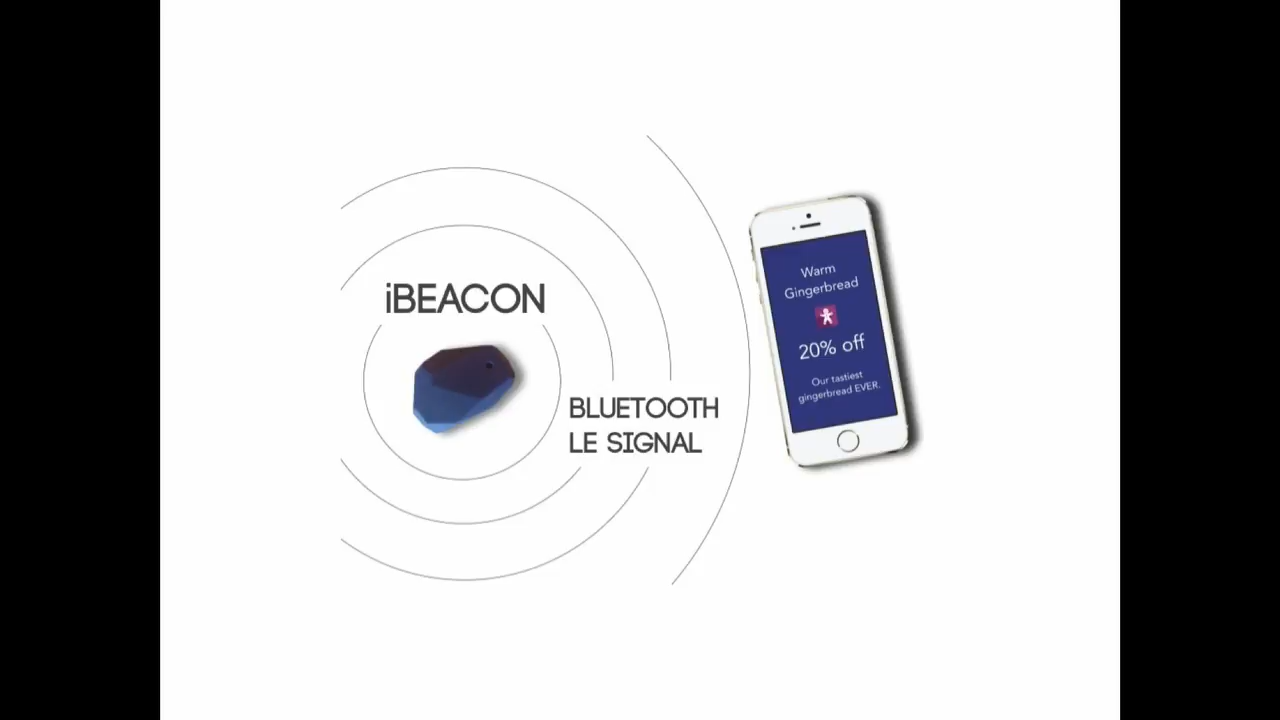 iBEACON
BLUETOOTH
LE SIGNAL
Warm
Gingerbread
20% off
Our tastiest
gingerbread EVER.